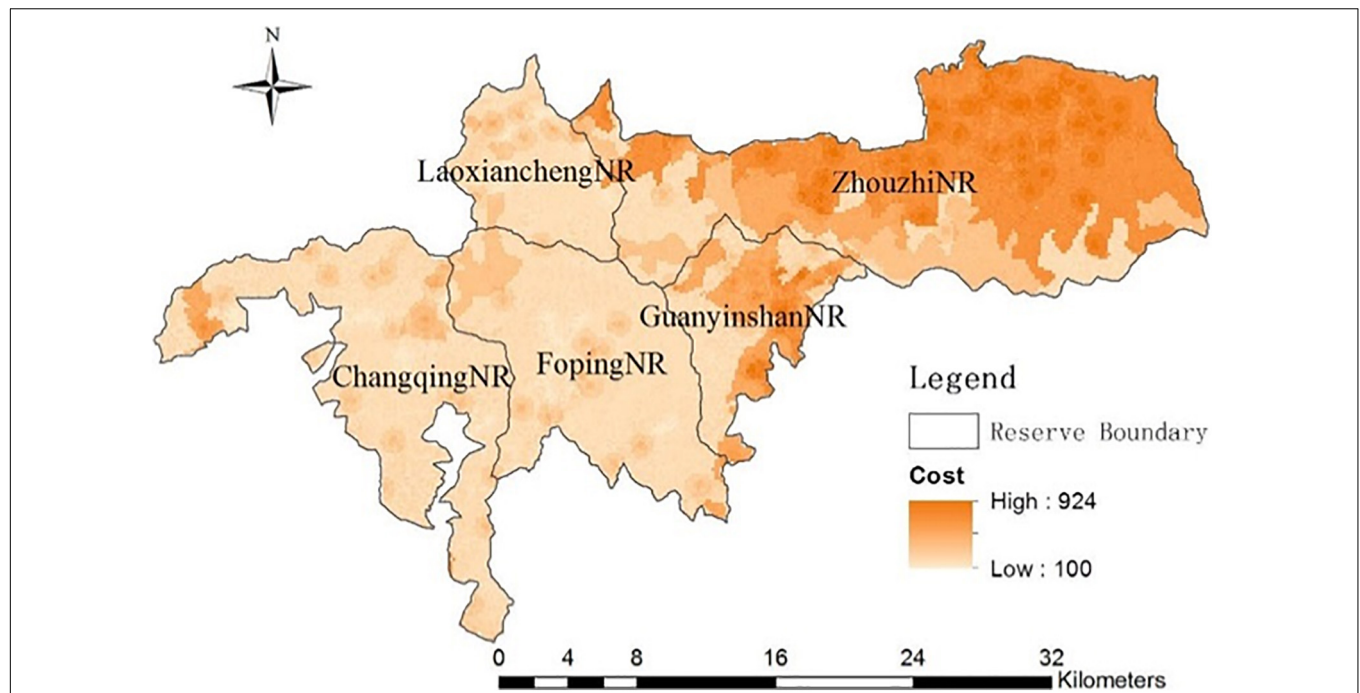 N
LaoxianchengNR
ZhouzhiNR
GuanyinshanNR
FopingNR
ChangqingNR
Legend
Reserve Boundary
Cost
High : 924
Low : 100
0 4 8 16 24 32
Kilometers